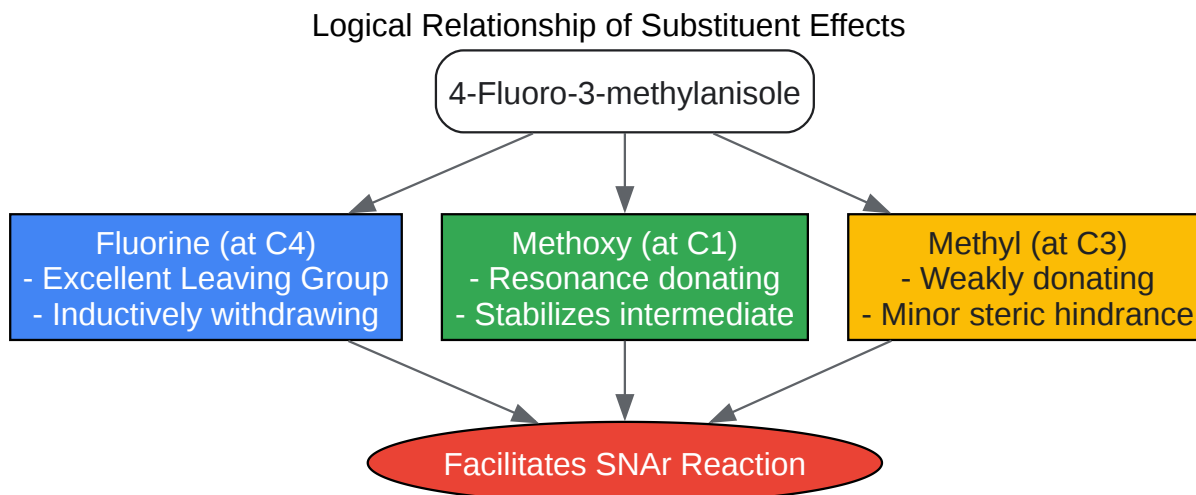 Logical Relationship of Substituent Effects
4-Fluoro-3-methylanisole
Fluorine (at C4)
- Excellent Leaving Group
- Inductively withdrawing
Methoxy (at C1)
- Resonance donating
- Stabilizes intermediate
Methyl (at C3)
- Weakly donating
- Minor steric hindrance
Facilitates SNAr Reaction